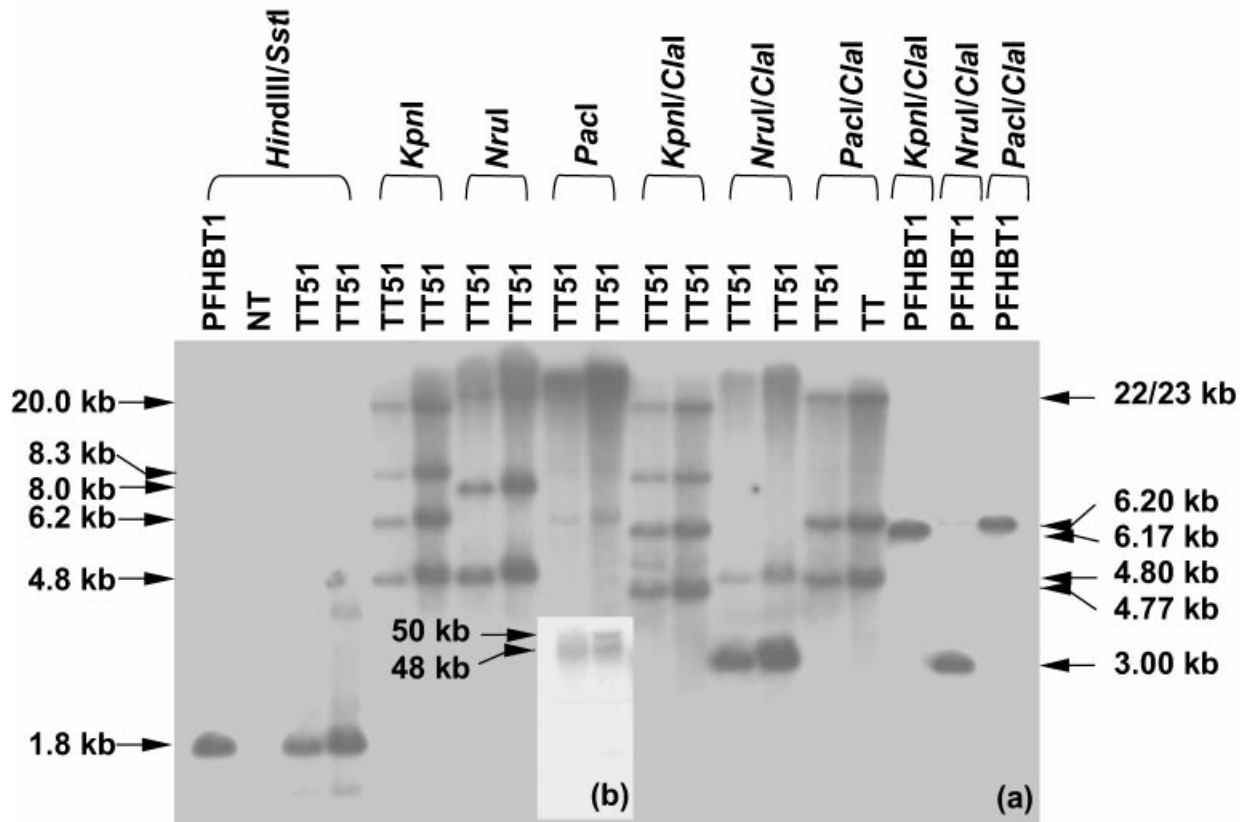 HindIII/SstI
KpnI
NruI
PacI
KpnI/ClaI
NruI/ClaI
PacI/ClaI
KpnI/ClaI
NruI/ClaI
PacI/ClaI
PFHBT1
NT
TT51
TT51
TT51
TT51
TT51
TT51
TT51
TT51
TT51
TT51
TT51
TT51
TT51
TT
PFHBT1
PFHBT1
PFHBT1
20.0 kb
8.3 kb
8.0 kb
6.2 kb
4.8 kb
1.8 kb
50 kb
48 kb
(b)
(a)
22/23 kb
6.20 kb
6.17 kb
4.80 kb
4.77 kb
3.00 kb